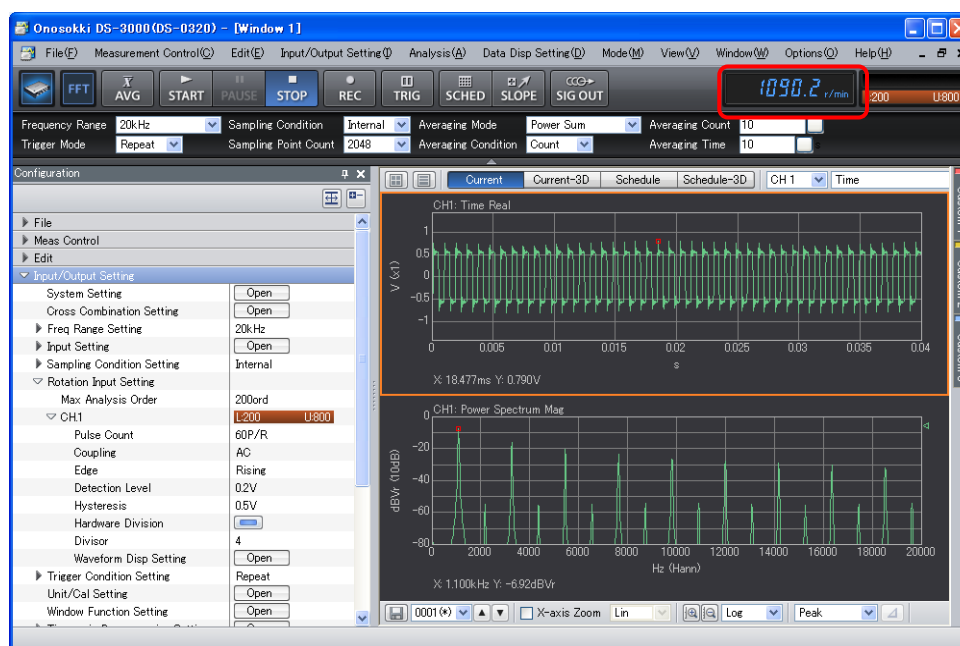 Onosokki DS-3000(DS-0320) - [Window 1]
File(F) Measurement Control(C) Edit(E) Input/Output Setting(I) Analysis(A) Data Disp Setting(D) Mode(M) View(V) Window(W) Options(O) Help(H)
FFT X AVG START PAUSE STOP REC TRIG SCHED SLOPE SIG OUT 1090.2 r/min L:200 U:800
Frequency Range 20kHz Sampling Condition Internal Averaging Mode Power Sum Averaging Count 10
Trigger Mode Repeat Sampling Point Count 2048 Averaging Condition Count Averaging Time 10 s
Configuration
Current Current-3D Schedule Schedule-3D CH 1 Time
File
Meas Control
Edit
Input/Output Setting
System Setting Open
Cross Combination Setting Open
Freq Range Setting 20kHz
Input Setting Open
Sampling Condition Setting Internal
Rotation Input Setting
Max Analysis Order 200ord
CH.1 L:200 U:800
Pulse Count 60P/R
Coupling AC
Edge Rising
Detection Level 0.2V
Hysteresis 0.5V
Hardware Division
Divisor 4
Waveform Disp Setting Open
Trigger Condition Setting Repeat
Unit/Cal Setting Open
Window Function Setting Open
CH1: Time Real
1
0.5
0
-0.5
-1
V (x1)
0 0.005 0.01 0.015 0.02 0.025 0.03 0.035 0.04
s
X: 18.477ms Y: 0.790V
CH1: Power Spectrum Mag
0
-20
-40
-60
-80
dBVr (10dB)
0 2000 4000 6000 8000 10000 12000 14000 16000 18000 20000
Hz (Hann)
X: 1.100kHz Y: -6.92dBVr
0001(*) X-axis Zoom Lin Log Peak